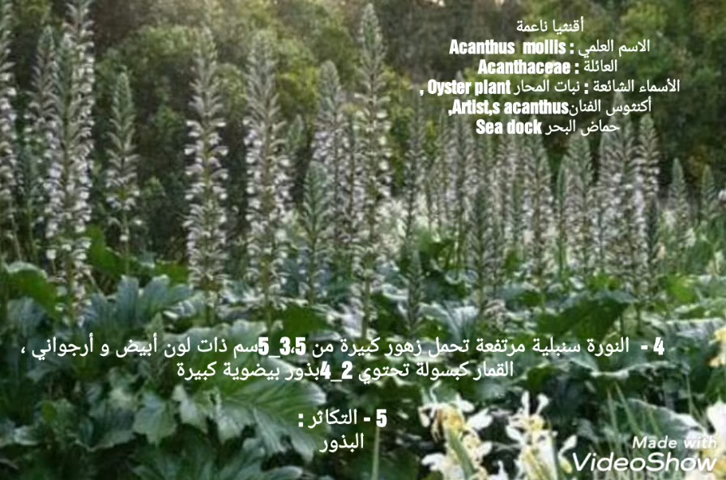 أقنثيا ناعمة
الاسم العلمي : Acanthus mollis
العائلة : Acanthaceae
الأسماء الشائعة : نبات المحار Oyster plant ,
أكنثوس الفنان Artist,s acanthus,
حماض البحر Sea dock
4 - النورة سنبلية مرتفعة تحمل زهور كبيرة من 3،5_5سم ذات لون أبيض و أرجواني ،
القمار كبسولة تحتوي 2_4بذور بيضوية كبيرة
5 - التكاثر :
البذور
Made with
VideoShow